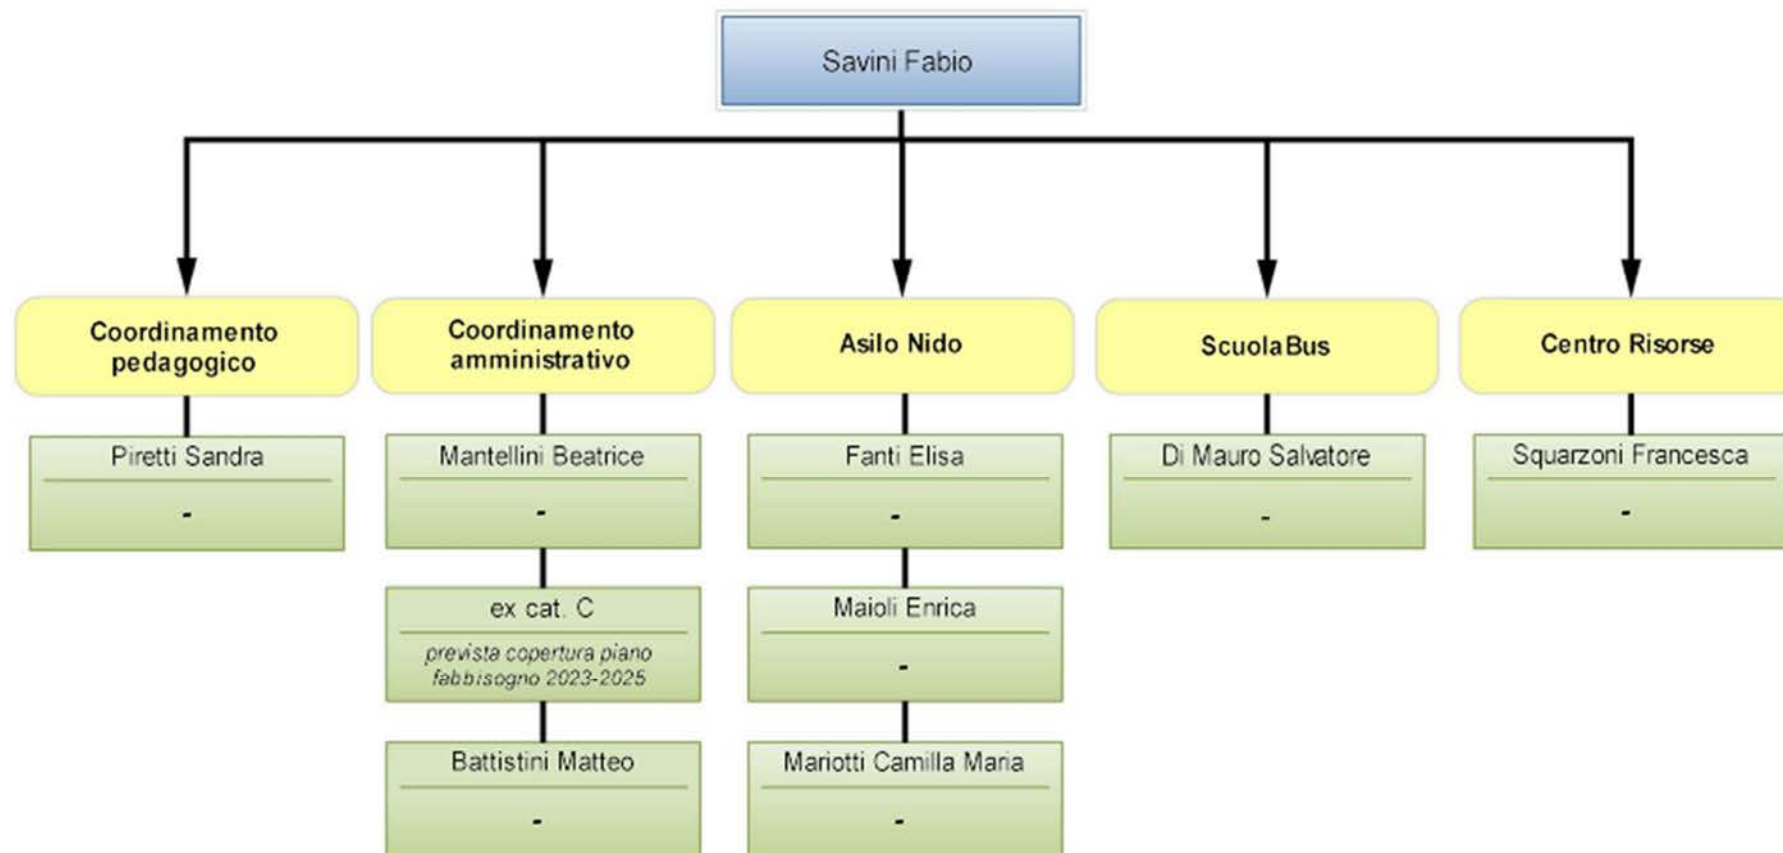 Savini Fabio
Coordinamento
pedagogico
Coordinamento
amministrativo
Asilo Nido
ScuolaBus
Centro Risorse
Piretti Sandra
-
Mantellini Beatrice
-
Fanti Elisa
-
Di Mauro Salvatore
-
Squarzoni Francesca
-
ex cat. C
prevista copertura piano
fabbisogno 2023-2025
Maioli Enrica
-
Battistini Matteo
-
Mariotti Camilla Maria
-